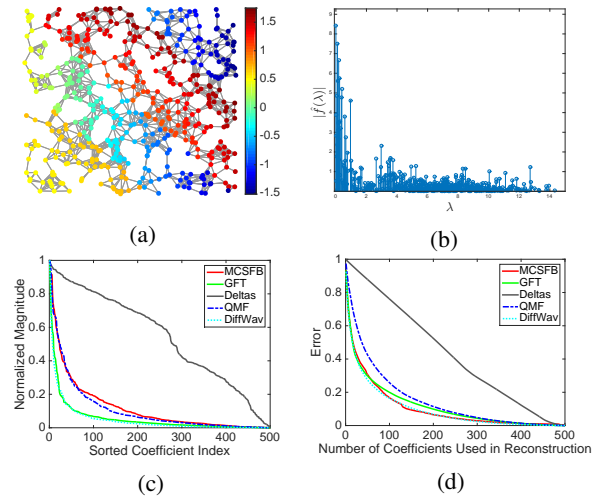 1.5
1
0.5
0
-0.5
-1
-1.5
(a)
9
8
7
6
5
4
3
2
1
|f̂(λ)|
0 2 4 6 8 10 12 14
λ
(b)
1
0.8
0.6
0.4
0.2
0
Normalized Magnitude
MCSFB
GFT
Deltas
QMF
DiffWav
0 100 200 300 400 500
Sorted Coefficient Index
(c)
1
0.8
0.6
0.4
0.2
0
Error
MCSFB
GFT
Deltas
QMF
DiffWav
0 100 200 300 400 500
Number of Coefficients Used in Reconstruction
(d)